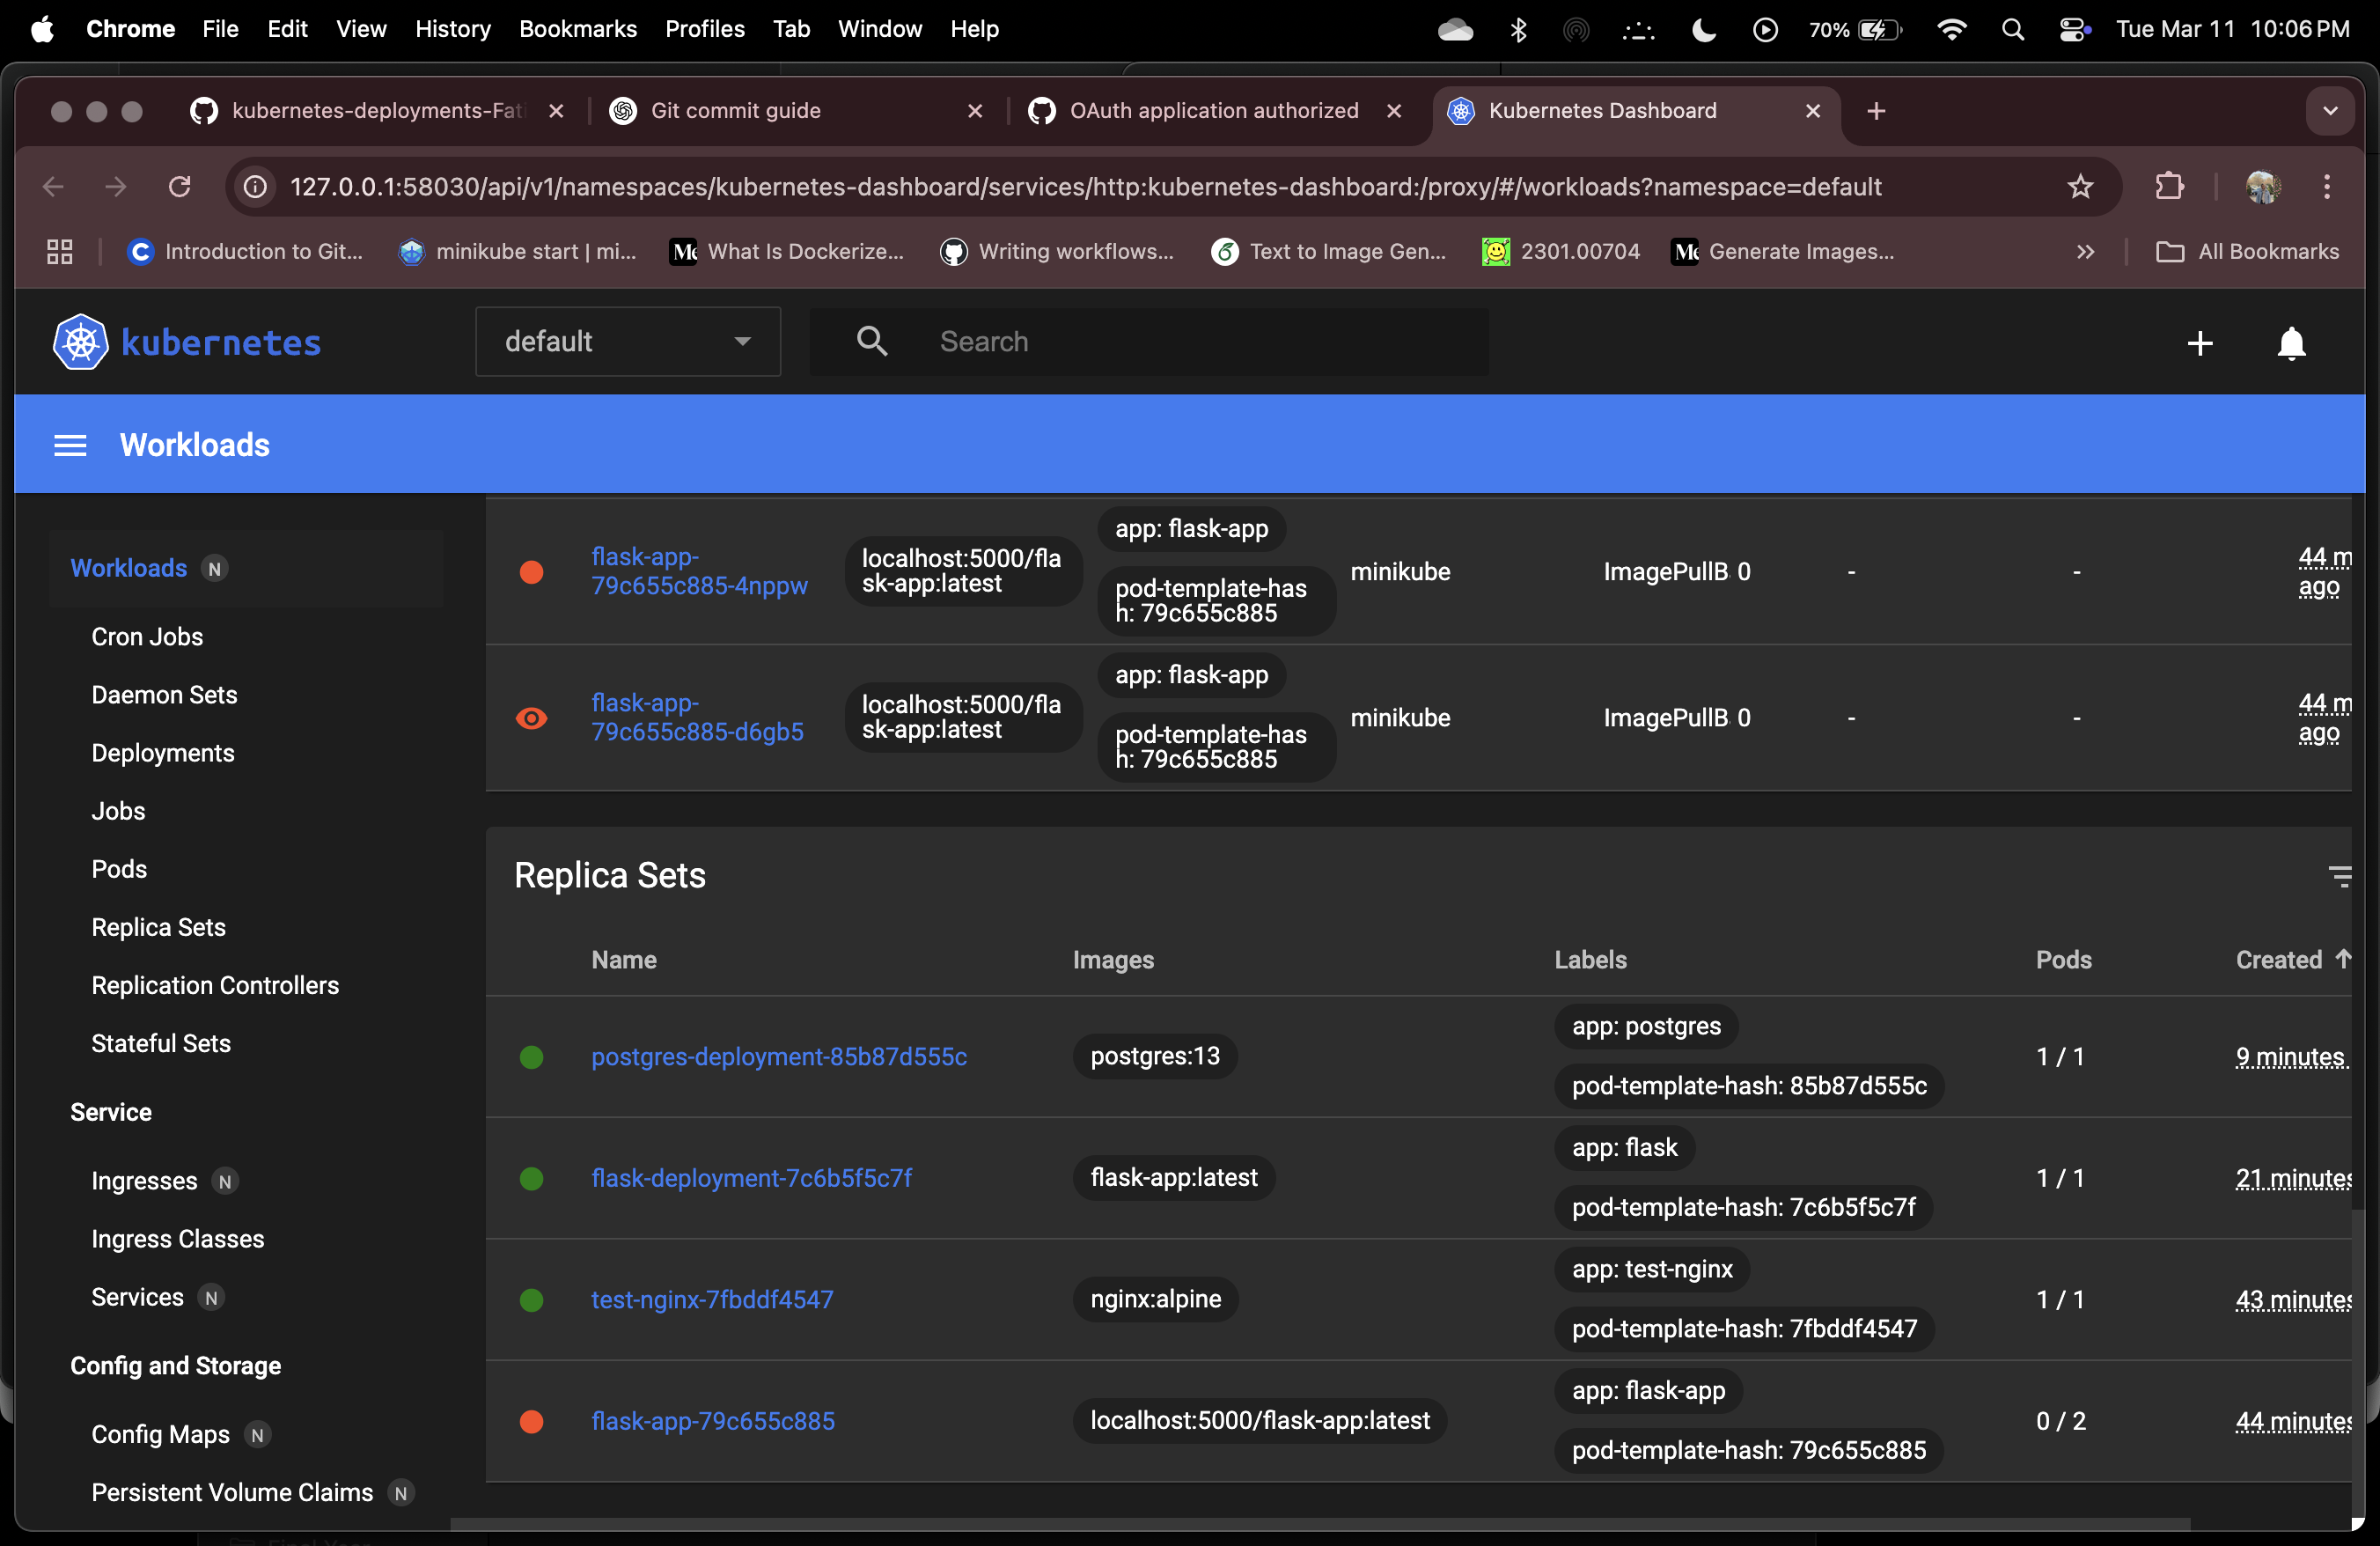 Chrome File Edit View History Bookmarks Profiles Tab Window Help 70% Tue Mar 11 10:06 PM
kubernetes-deployments-Fat Git commit guide OAuth application authorized Kubernetes Dashboard
127.0.0.1:58030/api/v1/namespaces/kubernetes-dashboard/services/http:kubernetes-dashboard:/proxy/#/workloads?namespace=default
Introduction to Git... minikube start | mi... What Is Dockerize... Writing workflows... Text to Image Gen... 2301.00704 Generate Images... All Bookmarks
kubernetes default Search
Workloads
Workloads N
Cron Jobs
Daemon Sets
Deployments
Jobs
Pods
Replica Sets
Replication Controllers
Stateful Sets
Service
Ingresses N
Ingress Classes
Services N
Config and Storage
Config Maps N
Persistent Volume Claims N
flask-app-
79c655c885-4nppw
localhost:5000/fla
sk-app:latest
app: flask-app
pod-template-has
h: 79c655c885
minikube
ImagePullB 0 - -
44 m
ago
flask-app-
79c655c885-d6gb5
localhost:5000/fla
sk-app:latest
app: flask-app
pod-template-has
h: 79c655c885
minikube
ImagePullB 0 - -
44 m
ago
Replica Sets
Name Images Labels Pods Created
postgres-deployment-85b87d555c postgres:13
app: postgres
pod-template-hash: 85b87d555c
1 / 1 9 minutes
flask-deployment-7c6b5f5c7f flask-app:latest
app: flask
pod-template-hash: 7c6b5f5c7f
1 / 1 21 minutes
test-nginx-7fbddf4547 nginx:alpine
app: test-nginx
pod-template-hash: 7fbddf4547
1 / 1 43 minutes
flask-app-79c655c885 localhost:5000/flask-app:latest
app: flask-app
pod-template-hash: 79c655c885
0 / 2 44 minutes